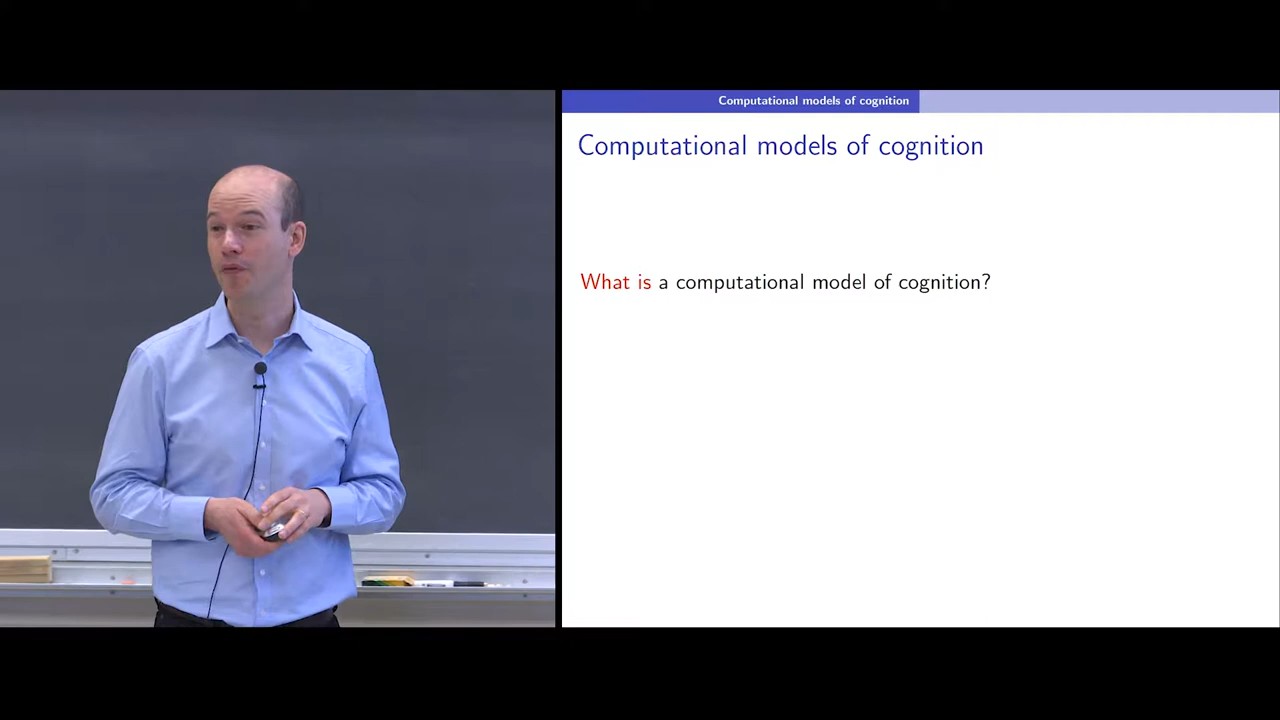 Computational models of cognition
Computational models of cognition
What is a computational model of cognition?